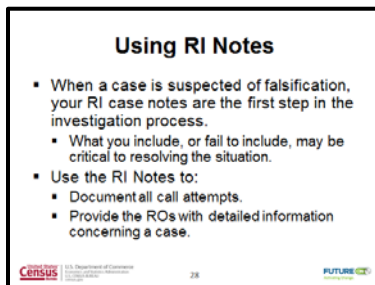 Using RI Notes
▪ When a case is suspected of falsification,
your RI case notes are the first step in the
investigation process.
▪ What you include, or fail to include, may be
critical to resolving the situation.
▪ Use the RI Notes to:
▪ Document all call attempts.
▪ Provide the ROs with detailed information
concerning a case.
United States
Census
U.S. Department of Commerce
28
FUTURE